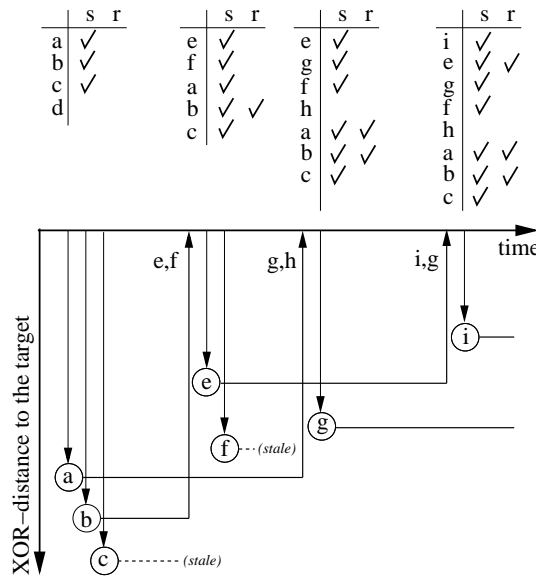 s r
a ✓
b ✓
c ✓
d
s r
e ✓
f ✓
a ✓
b ✓ ✓
c ✓
s r
e ✓
g ✓
f ✓
h
a ✓ ✓
b ✓ ✓
c ✓
s r
i ✓
e ✓ ✓
g ✓
f ✓
h
a ✓ ✓
b ✓ ✓
c ✓
time
e,f
g,h
i,g
XOR–distance to the target
i
e
g
f (stale)
a
b
c (stale)